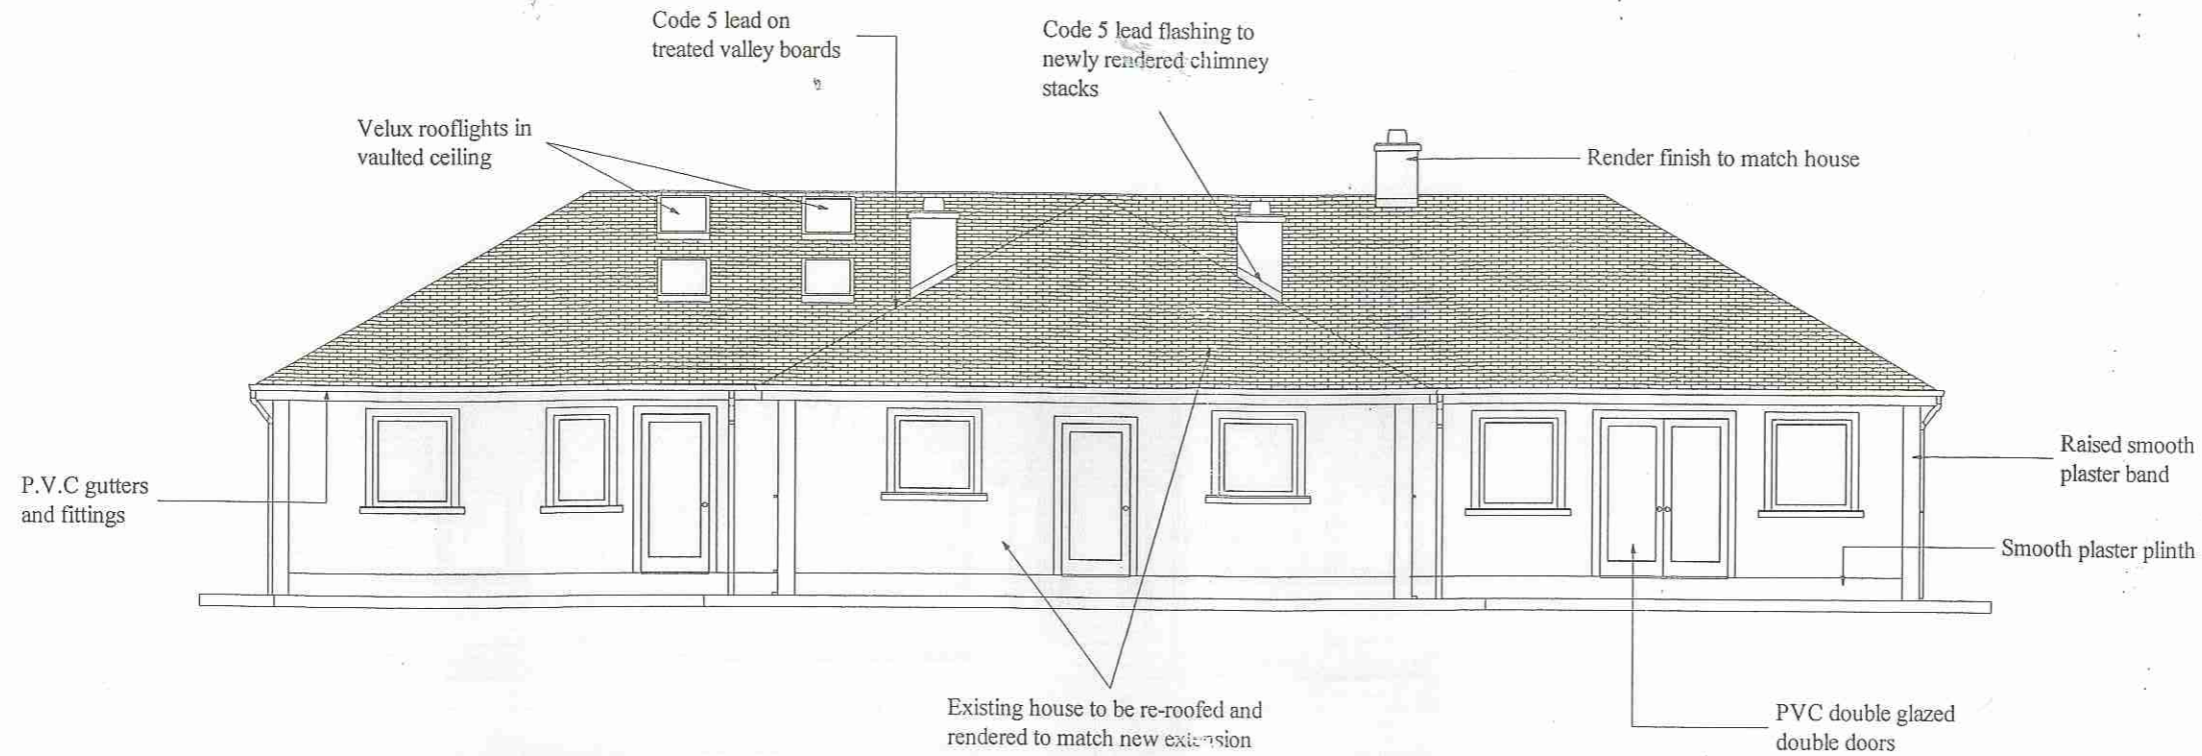 Code 5 lead on
treated valley boards
Code 5 lead flashing to
newly rendered chimney
stacks
Velux rooflights in
vaulted ceiling
Render finish to match house
P.V.C gutters
and fittings
Raised smooth
plaster band
Smooth plaster plinth
Existing house to be re-roofed and
rendered to match new extension
PVC double glazed
double doors